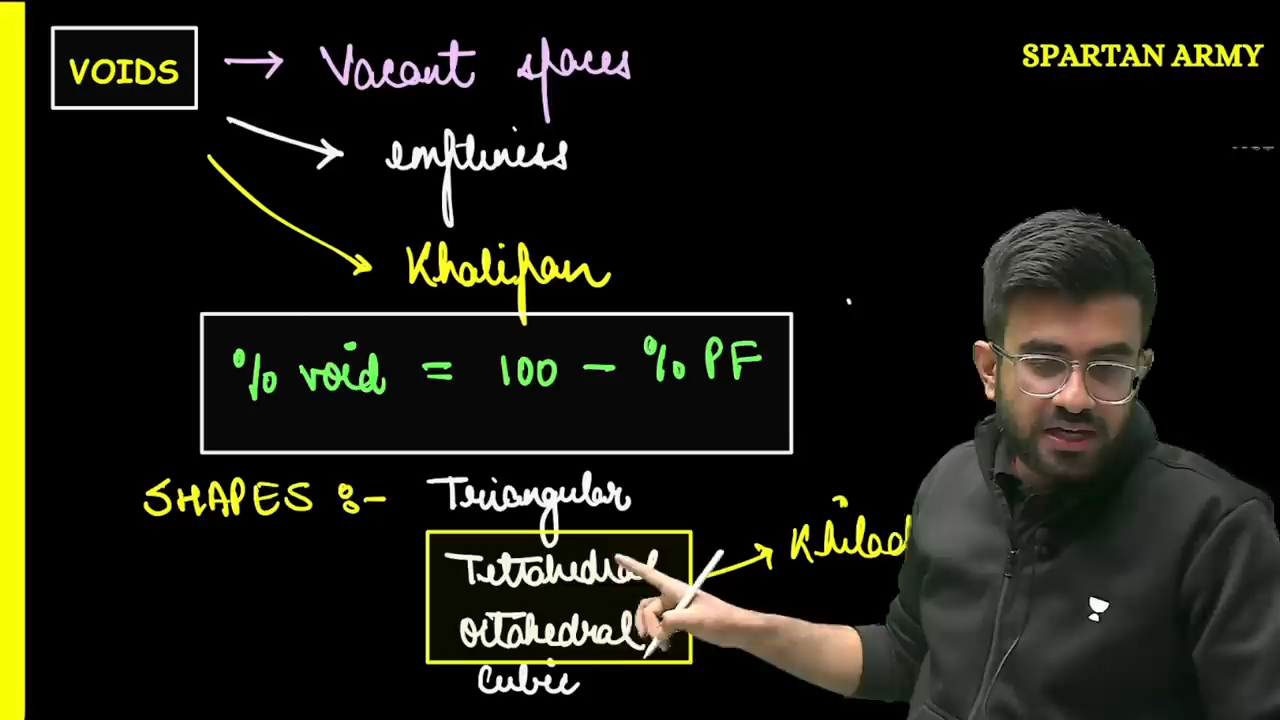 VOIDS → Vacant spaces
SPARTAN ARMY
emptiness
Khalipan
% void = 100 - % PF
SHAPES :- Triangular
Tetrahedral
Octahedral
Cubic